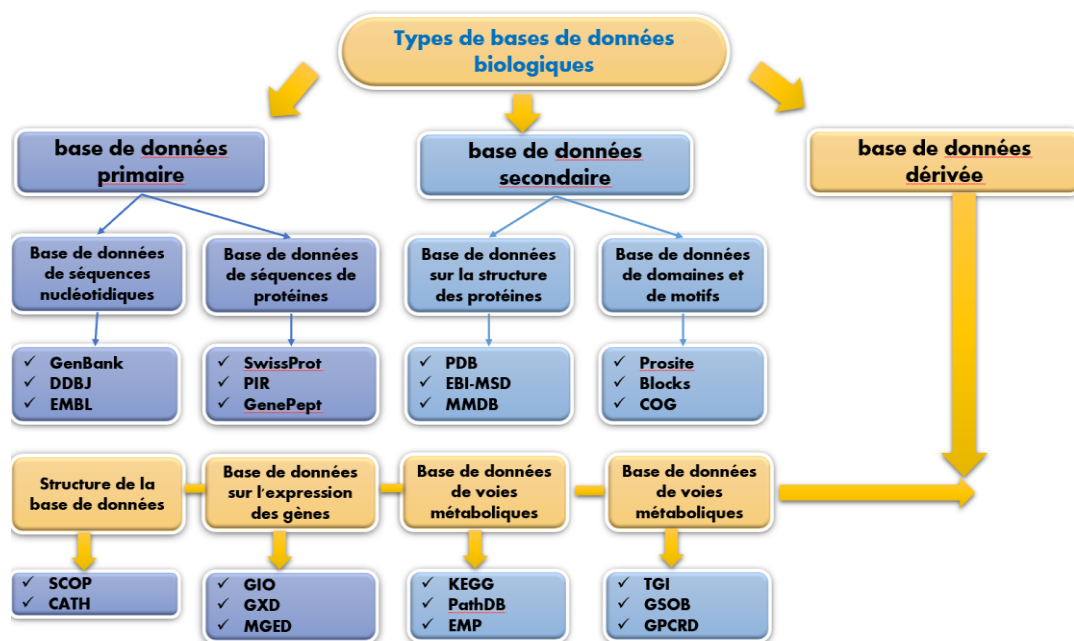 Types de bases de données
biologiques
base de données
primaire
base de données
secondaire
base de données
dérivée
Base de données
de séquences
nucléotidiques
Base de données
de séquences de
protéines
Base de données
sur la structure
des protéines
Base de données
de domaines et
de motifs
✓ GenBank
✓ DDBJ
✓ EMBL
✓ SwissProt
✓ PIR
✓ GenePept
✓ PDB
✓ EBI-MSD
✓ MMDB
✓ Prosite
✓ Blocks
✓ COG
Structure de la
base de données
Base de données
sur l'expression
des gènes
Base de données
de voies
métaboliques
Base de données
de voies
métaboliques
✓ SCOP
✓ CATH
✓ GIO
✓ GXD
✓ MGED
✓ KEGG
✓ PathDB
✓ EMP
✓ TGI
✓ GSOB
✓ GPCRD